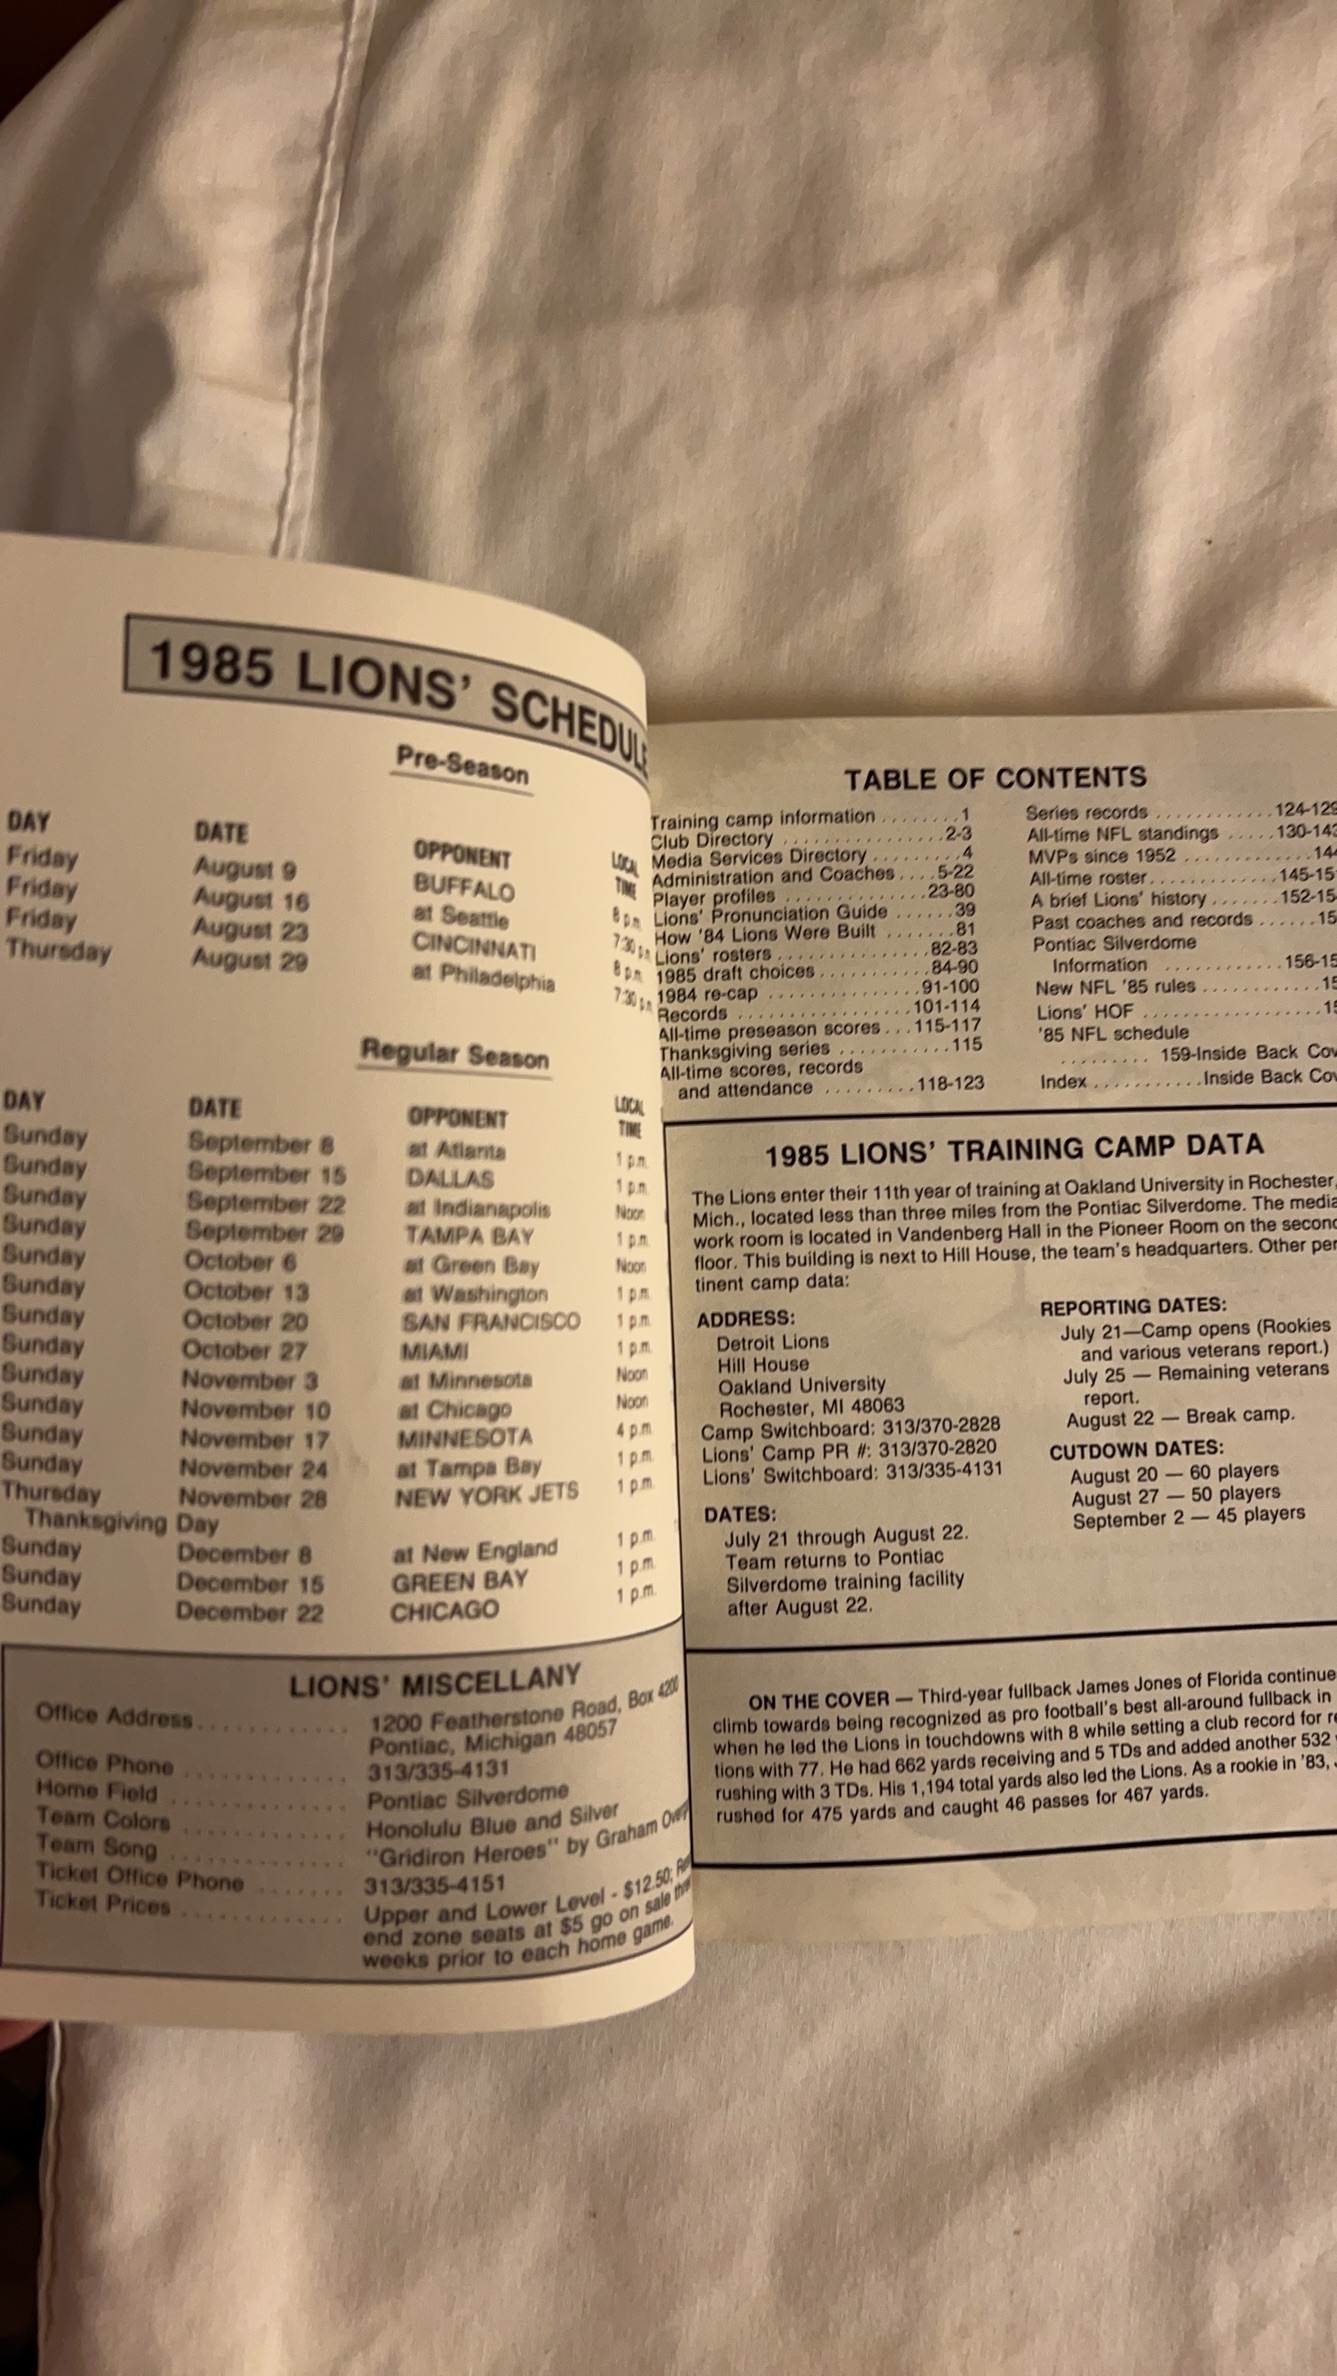 1985 LIONS' SCHEDULE
Pre-Season
DAY DATE OPPONENT LOCAL TIME
Friday August 9 BUFFALO 8 p.m.
Friday August 16 at Seattle 7:30 p.m.
Friday August 23 CINCINNATI 8 p.m.
Thursday August 29 at Philadelphia 7:30 p.m.
Regular Season
DAY DATE OPPONENT LOCAL TIME
Sunday September 8 at Atlanta 1 p.m.
Sunday September 15 DALLAS 1 p.m.
Sunday September 22 at Indianapolis Noon
Sunday September 29 TAMPA BAY 1 p.m.
Sunday October 6 at Green Bay Noon
Sunday October 13 at Washington 1 p.m.
Sunday October 20 SAN FRANCISCO 1 p.m.
Sunday October 27 MIAMI 1 p.m.
Sunday November 3 at Minnesota Noon
Sunday November 10 at Chicago Noon
Sunday November 17 MINNESOTA 4 p.m.
Sunday November 24 at Tampa Bay 1 p.m.
Thursday November 28 NEW YORK JETS 1 p.m.
Thanksgiving Day
Sunday December 8 at New England 1 p.m.
Sunday December 15 GREEN BAY 1 p.m.
Sunday December 22 CHICAGO 1 p.m.
LIONS' MISCELLANY
Office Address............ 1200 Featherstone Road, Box 4200
Pontiac, Michigan 48057
Office Phone ............ 313/335-4131
Home Field ............ Pontiac Silverdome
Team Colors ............ Honolulu Blue and Silver
Team Song ............ "Gridiron Heroes" by Graham
Ticket Office Phone ....... 313/335-4151
Ticket Prices ............ Upper and Lower Level - $12.50;
end zone seats at $5 go on sale
weeks prior to each home game.
TABLE OF CONTENTS
Training camp information ........1
Club Directory ................2-3
Media Services Directory .........4
Administration and Coaches....5-22
Player profiles ..............23-80
Lions' Pronunciation Guide ......39
How '84 Lions Were Built .......81
Lions' rosters ...............82-83
1985 draft choices ..........84-90
1984 re-cap ...............91-100
Records .................101-114
All-time preseason scores ...115-117
Thanksgiving series ...........115
All-time scores, records
and attendance .........118-123
Series records ............124-129
All-time NFL standings .....130-143
MVPs since 1952 .............
All-time roster............
A brief Lions' history .......
Past coaches and records .....
Pontiac Silverdome
Information ............
New NFL '85 rules ............
Lions' HOF ..................
'85 NFL schedule
......... 159-Inside Back
Index...........Inside Back
1985 LIONS' TRAINING CAMP DATA
The Lions enter their 11th year of training at Oakland University in Rochester,
Mich., located less than three miles from the Pontiac Silverdome. The media
work room is located in Vandenberg Hall in the Pioneer Room on the second
floor. This building is next to Hill House, the team's headquarters. Other per
tinent camp data:
ADDRESS:
Detroit Lions
Hill House
Oakland University
Rochester, MI 48063
Camp Switchboard: 313/370-2828
Lions' Camp PR #: 313/370-2820
Lions' Switchboard: 313/335-4131
DATES:
July 21 through August 22.
Team returns to Pontiac
Silverdome training facility
after August 22.
REPORTING DATES:
July 21—Camp opens (Rookies
and various veterans report.)
July 25 — Remaining veterans
report.
August 22 — Break camp.
CUTDOWN DATES:
August 20 — 60 players
August 27 — 50 players
September 2 — 45 players
ON THE COVER — Third-year fullback James Jones of Florida continue
climb towards being recognized as pro football's best all-around fullback in
when he led the Lions in touchdowns with 8 while setting a club record for
tions with 77. He had 662 yards receiving and 5 TDs and added another 532
rushing with 3 TDs. His 1,194 total yards also led the Lions. As a rookie in '83,
rushed for 475 yards and caught 46 passes for 467 yards.